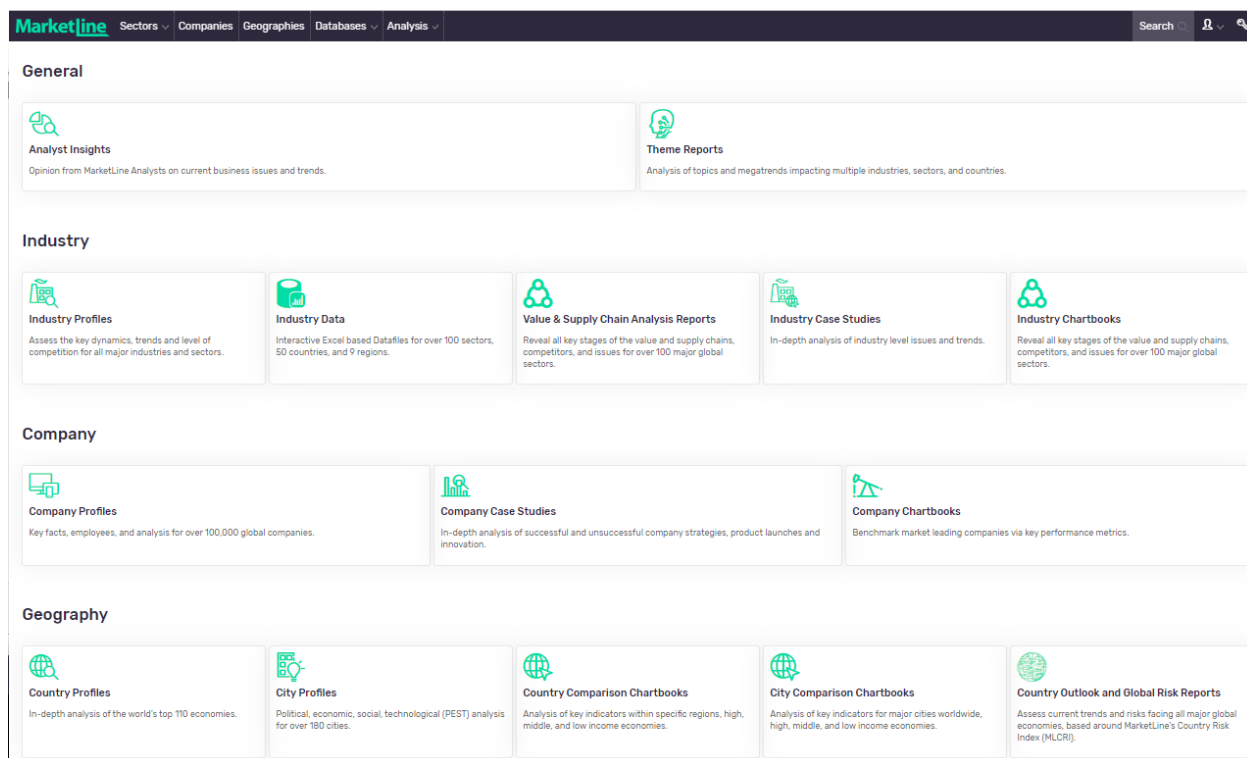 Marketline Sectors Companies Geographies Databases Analysis Search
General
Analyst Insights
Opinion from MarketLine Analysts on current business issues and trends.
Theme Reports
Analysis of topics and megatrends impacting multiple industries, sectors, and countries.
Industry
Industry Profiles
Assess the key dynamics, trends and level of
competition for all major industries and sectors.
Industry Data
Interactive Excel based Datafiles for over 100 sectors,
50 countries, and 9 regions.
Value & Supply Chain Analysis Reports
Reveal all key stages of the value and supply chains,
competitors, and issues for over 100 major global
sectors.
Industry Case Studies
In-depth analysis of industry level issues and trends.
Industry Chartbooks
Reveal all key stages of the value and supply chains,
competitors, and issues for over 100 major global
sectors.
Company
Company Profiles
Key facts, employees, and analysis for over 100,000 global companies.
Company Case Studies
In-depth analysis of successful and unsuccessful company strategies, product launches and
innovation.
Company Chartbooks
Benchmark market leading companies via key performance metrics.
Geography
Country Profiles
In-depth analysis of the world's top 110 economies.
City Profiles
Political, economic, social, technological (PEST) analysis
for over 180 cities.
Country Comparison Chartbooks
Analysis of key indicators within specific regions, high,
middle, and low income economies.
City Comparison Chartbooks
Analysis of key indicators for major cities worldwide,
high, middle, and low income economies.
Country Outlook and Global Risk Reports
Assess current trends and risks facing all major global
economies, based around MarketLine's Country Risk
Index (MLCRI).